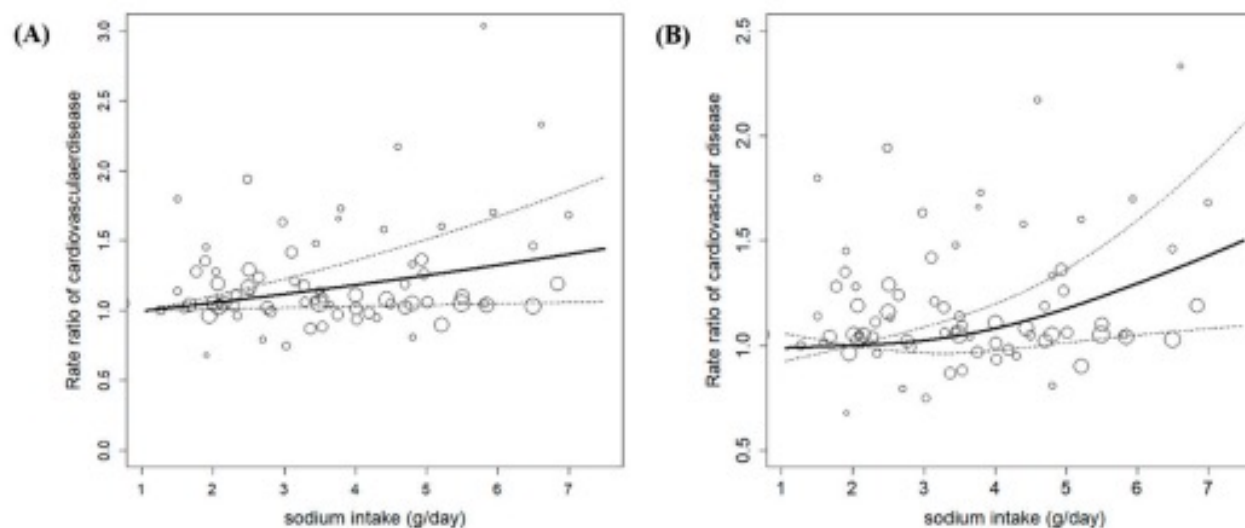 (A)
Rate ratio of cardiovasculaerdisease
3.0
2.5
2.0
1.5
1.0
0.5
0.0
1 2 3 4 5 6 7
sodium intake (g/day)
(B)
Rate ratio of cardiovascular disease
2.5
2.0
1.5
1.0
0.5
1 2 3 4 5 6 7
sodium intake (g/day)